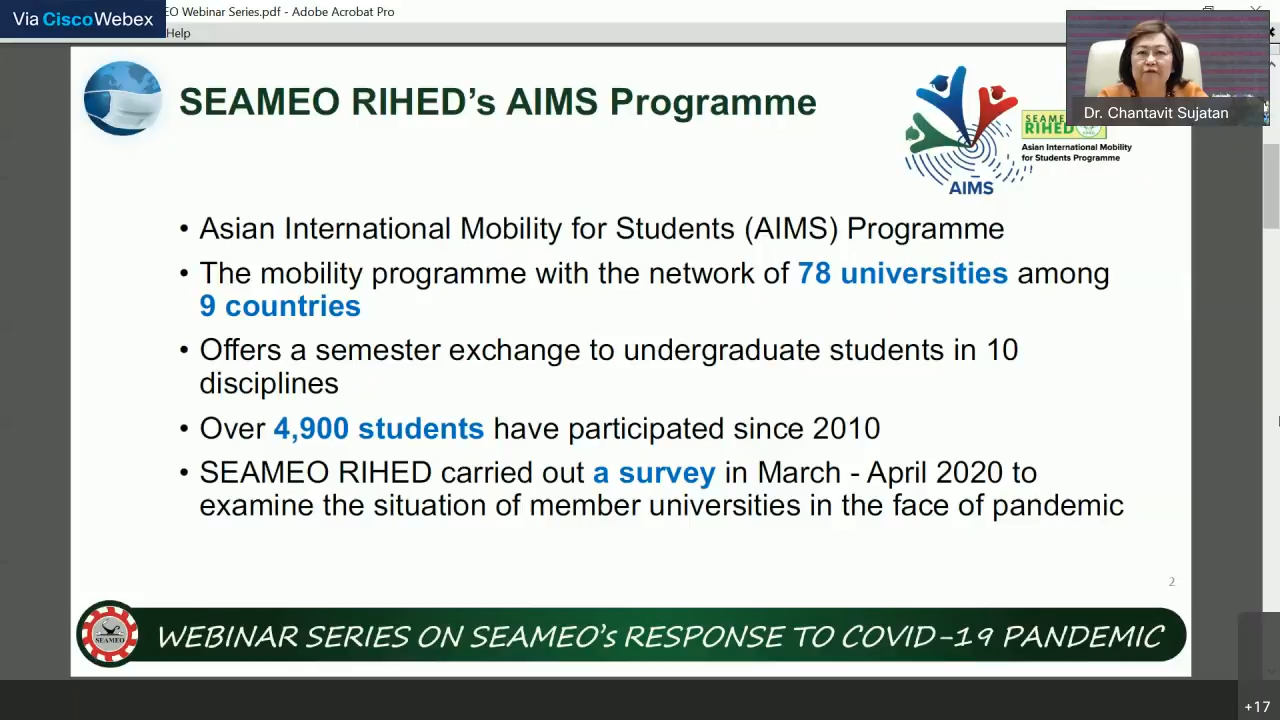 Via Cisco Webex
EO Webinar Series.pdf - Adobe Acrobat Pro
Help
Dr. Chantavit Sujatan
SEAMEO RIHED's AIMS Programme
AIMS
RIHED
Asian International Mobility
for Students Programme
• Asian International Mobility for Students (AIMS) Programme
• The mobility programme with the network of 78 universities among
9 countries
• Offers a semester exchange to undergraduate students in 10
disciplines
• Over 4,900 students have participated since 2010
• SEAMEO RIHED carried out a survey in March - April 2020 to
examine the situation of member universities in the face of pandemic
2
SEAMEO
WEBINAR SERIES ON SEAMEO's RESPONSE TO COVID-19 PANDEMIC
+17